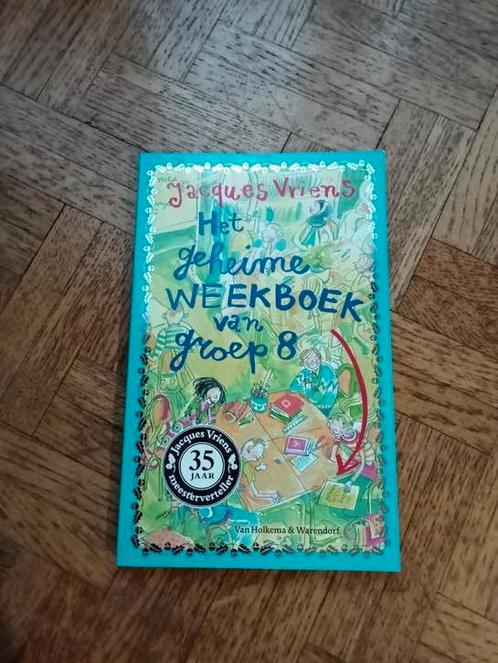 Jacques Vriens
Het
geheime
WEEKBOEK
van
groep 8
Jacques Vriens
35
JAAR
meesterverteller
Van Holkema & Warendorf